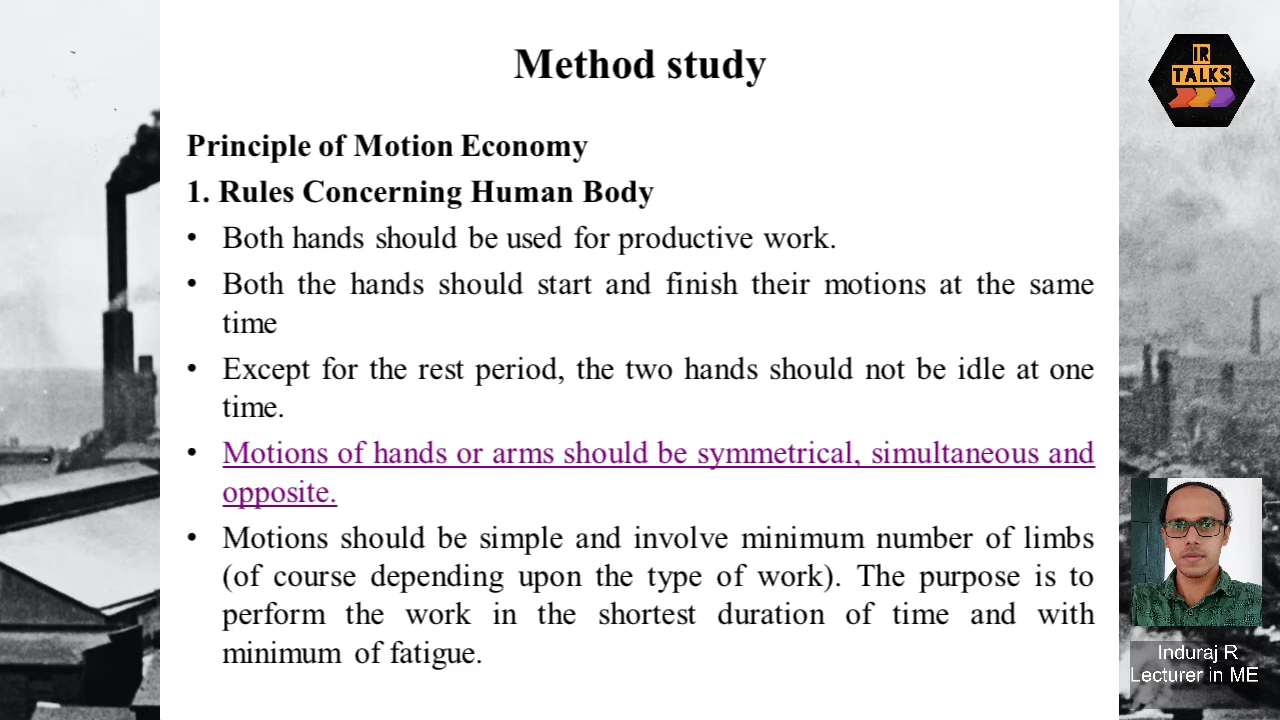 Method study
IR
TALKS
Principle of Motion Economy
1. Rules Concerning Human Body
• Both hands should be used for productive work.
• Both the hands should start and finish their motions at the same
time
• Except for the rest period, the two hands should not be idle at one
time.
• Motions of hands or arms should be symmetrical, simultaneous and
opposite.
• Motions should be simple and involve minimum number of limbs
(of course depending upon the type of work). The purpose is to
perform the work in the shortest duration of time and with
minimum of fatigue.
Induraj R
Lecturer in ME